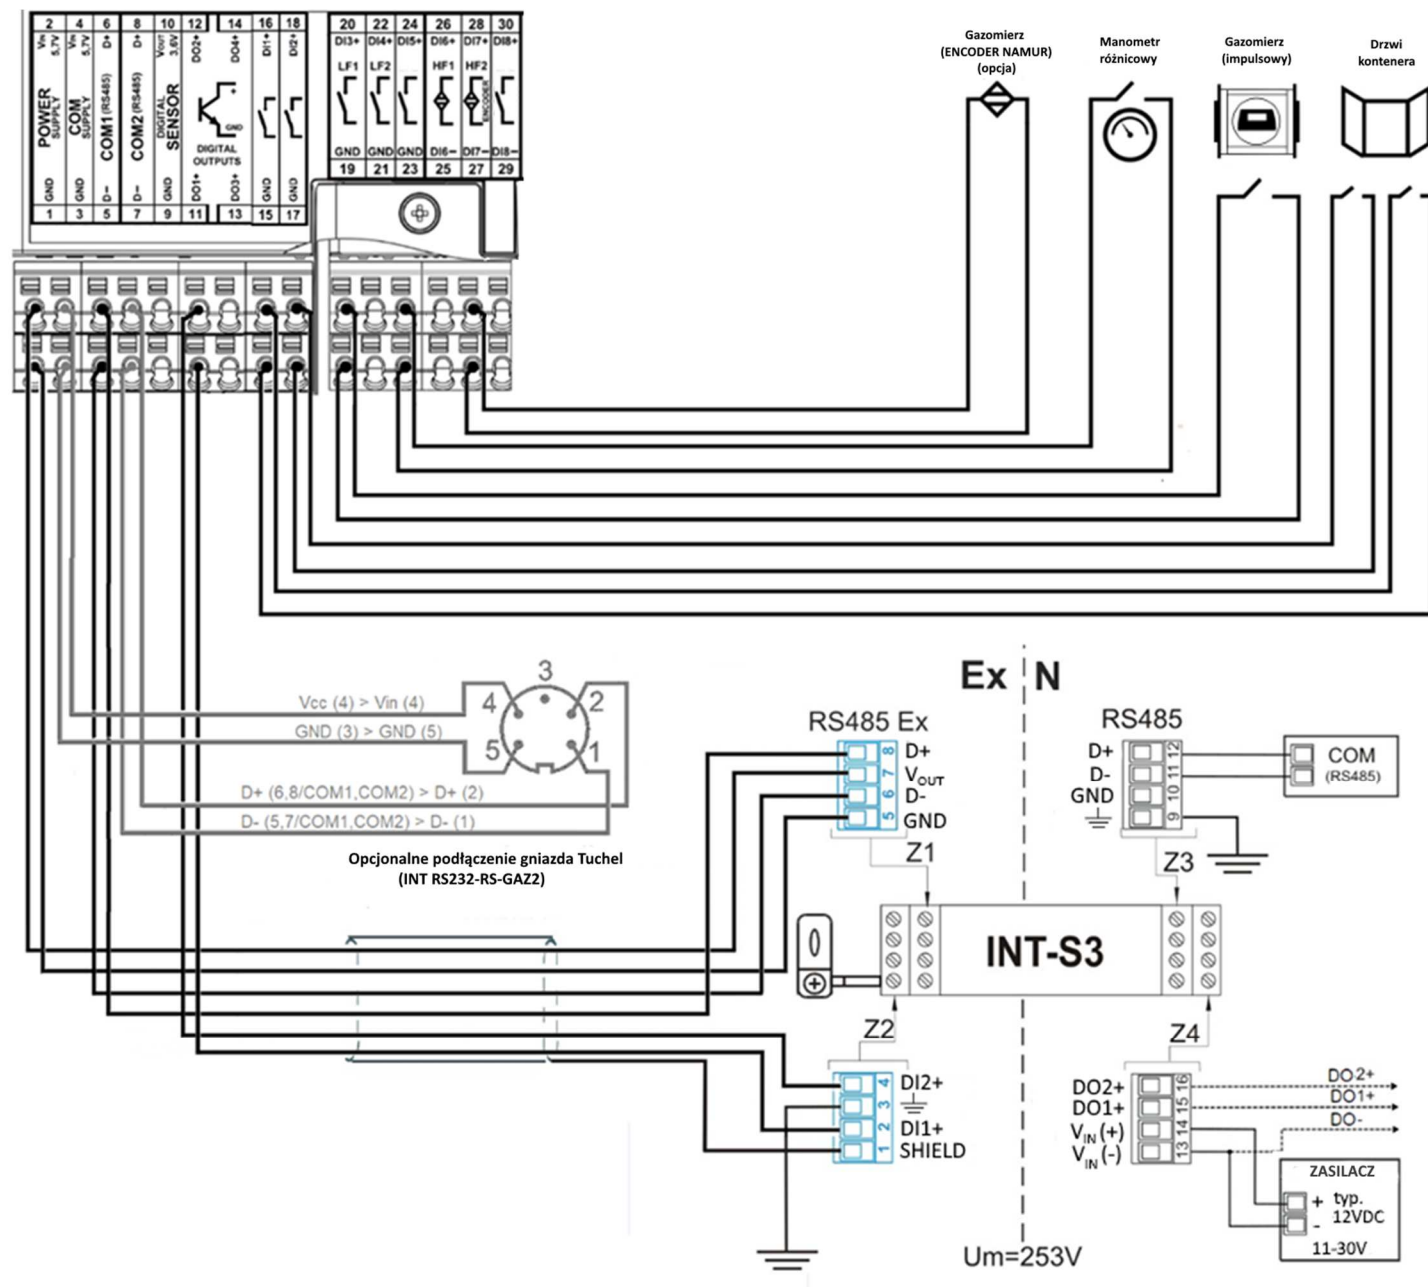 2 4 6 8 10 12 14 16 18
VIN 5,7V
VIN 5,7V
D+
D+
VOUT 3,6V
DO2+
DO4+
DI1+
DI2+
POWER
SUPPLY
COM
SUPPLY
COM1 (RS485)
COM2 (RS485)
DIGITAL
SENSOR
+
GND
DIGITAL
OUTPUTS
GND
GND
D–
D–
GND
DO1+
DO3+
GND
GND
1 3 5 7 9 11 13 15 17
20 22 24 26 28 30
DI3+ DI4+ DI5+ DI6+ DI7+ DI8+
LF1 LF2 HF1 HF2
ENCODER
GND GND GND DI6– DI7– DI8–
19 21 23 25 27 29
Gazomierz
(ENCODER NAMUR)
(opcja)
Manometr
różnicowy
Gazomierz
(impulsowy)
Drzwi
kontenera
Vcc (4) > Vin (4)
GND (3) > GND (5)
D+ (6,8/COM1,COM2) > D+ (2)
D- (5,7/COM1,COM2) > D- (1)
3
4 2
5 1
Opcjonalne podłączenie gniazda Tuchel
(INT RS232-RS-GAZ2)
Ex N
RS485 Ex
8 D+
7 VOUT
6 D-
5 GND
Z1
RS485
D+ 12
D- 11
GND 10
9
COM
(RS485)
Z3
INT-S3
Z2
4 DI2+
3
2 DI1+
1 SHIELD
Z4
DO2+ 16
DO1+ 15
VIN (+) 14
VIN (-) 13
DO2+
DO1+
DO-
ZASILACZ
+ typ.
12VDC
-
11-30V
Um=253V